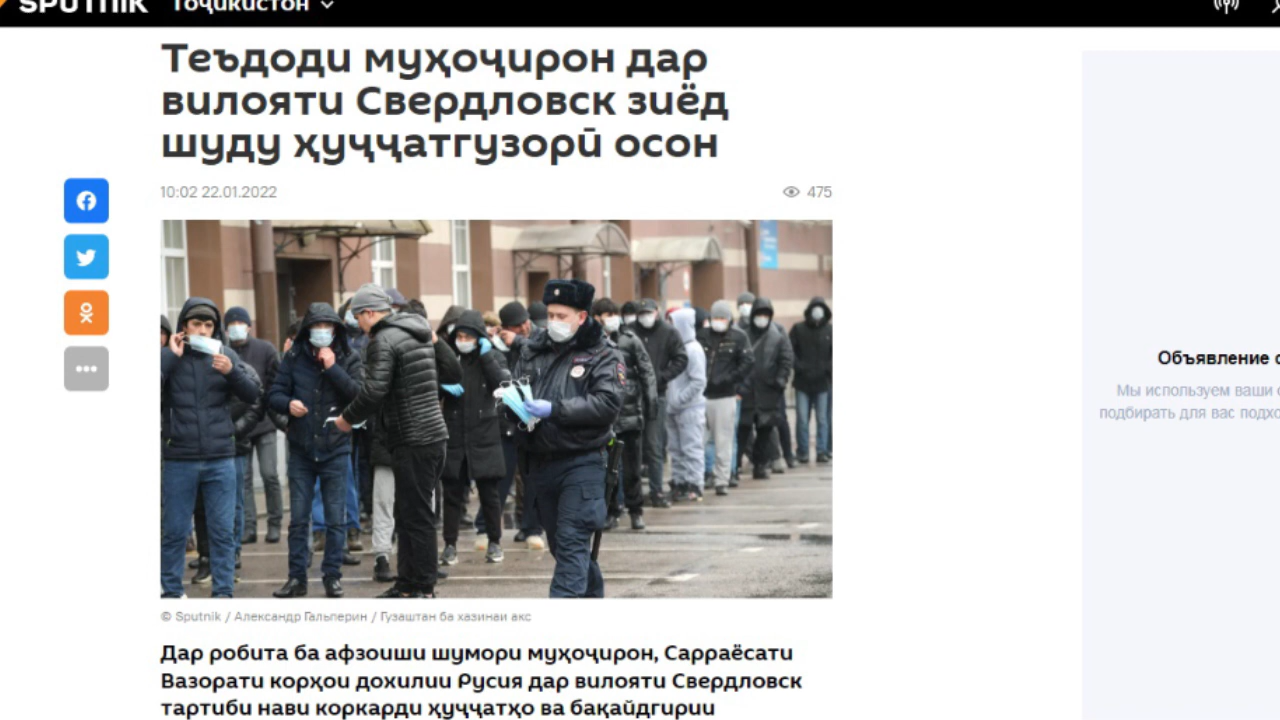 SPUTNIK Тоҷикистон
Теъдоди муҳоҷирон дар
вилояти Свердловск зиёд
шуду ҳуҷҷатгузорӣ осон
10:02 22.01.2022
475
© Sputnik / Александр Гальперин / Гузаштан ба хазинаи акс
Дар робита ба афзоиши шумори муҳоҷирон, Сарраёсати
Вазорати корҳои дохилии Русия дар вилояти Свердловск
тартиби нави коркарди ҳуҷҷатҳо ва бақайдгирии
Объявление
Мы используем ваши
подбирать для вас